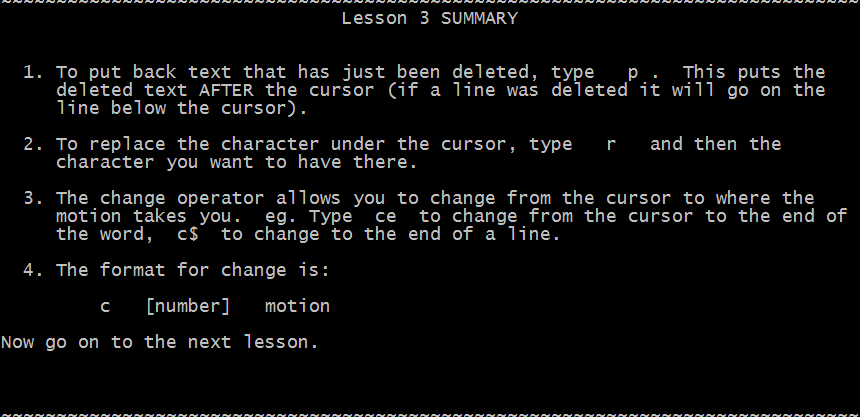 ~~~~~~~~~~~~~~~~~~~~~~~~~~~~~~~~~~~~~~~~~~~~~~~~~~~~~~~~~~~~~~~~~~~~~~~~~~~~~~
Lesson 3 SUMMARY
1. To put back text that has just been deleted, type   p .  This puts the
deleted text AFTER the cursor (if a line was deleted it will go on the
line below the cursor).
2. To replace the character under the cursor, type   r   and then the
character you want to have there.
3. The change operator allows you to change from the cursor to where the
motion takes you.  eg. Type  ce  to change from the cursor to the end of
the word,  c$  to change to the end of a line.
4. The format for change is:
c   [number]   motion
Now go on to the next lesson.
~~~~~~~~~~~~~~~~~~~~~~~~~~~~~~~~~~~~~~~~~~~~~~~~~~~~~~~~~~~~~~~~~~~~~~~~~~~~~~